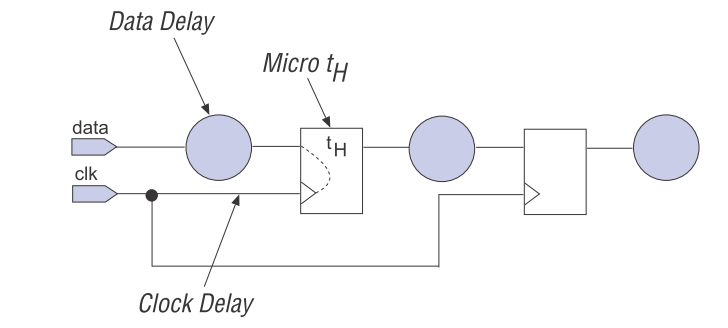 Data Delay
Micro tH
data
tH
clk
Clock Delay